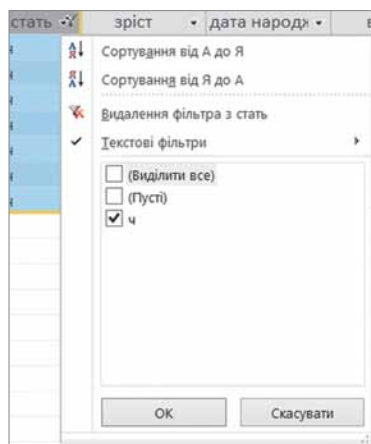 стать зріст дата народж
Сортування від А до Я
Сортування від Я до А
Видалення фільтра з стать
Текстові фільтри
(Виділити все)
(Пусті)
ч
ОК Скасувати